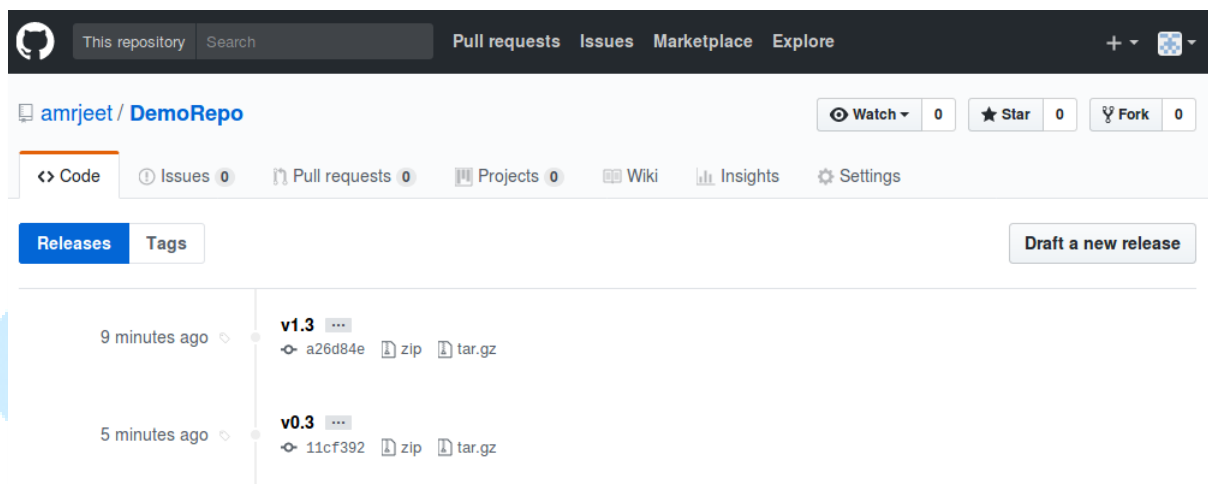 This repository Search Pull requests Issues Marketplace Explore
amrjeet / DemoRepo Watch 0 Star 0 Fork 0
<> Code Issues 0 Pull requests 0 Projects 0 Wiki Insights Settings
Releases Tags Draft a new release
9 minutes ago v1.3 ...
a26d84e zip tar.gz
5 minutes ago v0.3 ...
11cf392 zip tar.gz